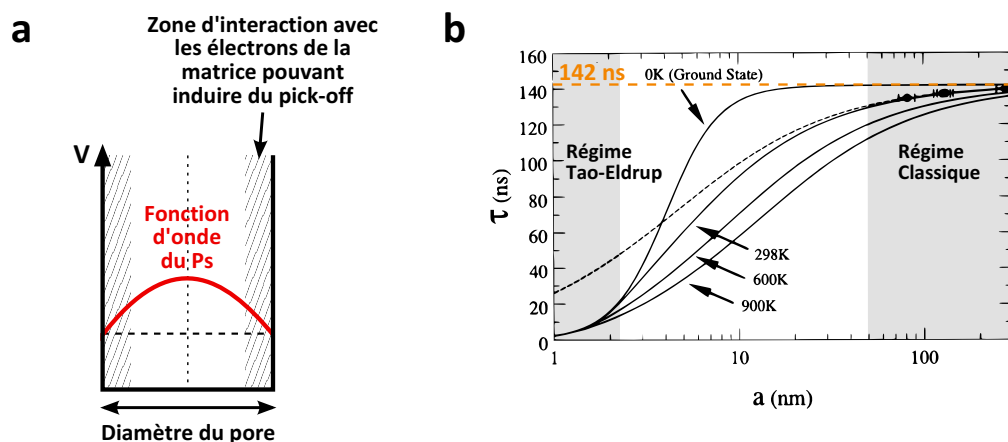 a
Zone d'interaction avec
les électrons de la
matrice pouvant
induire du pick-off
V
Fonction
d'onde
du Ps
Diamètre du pore
b
142 ns
0K (Ground State)
Régime
Tao-Eldrup
Régime
Classique
298K
600K
900K
τ (ns)
160
140
120
100
80
60
40
20
0
1
10
100
a (nm)